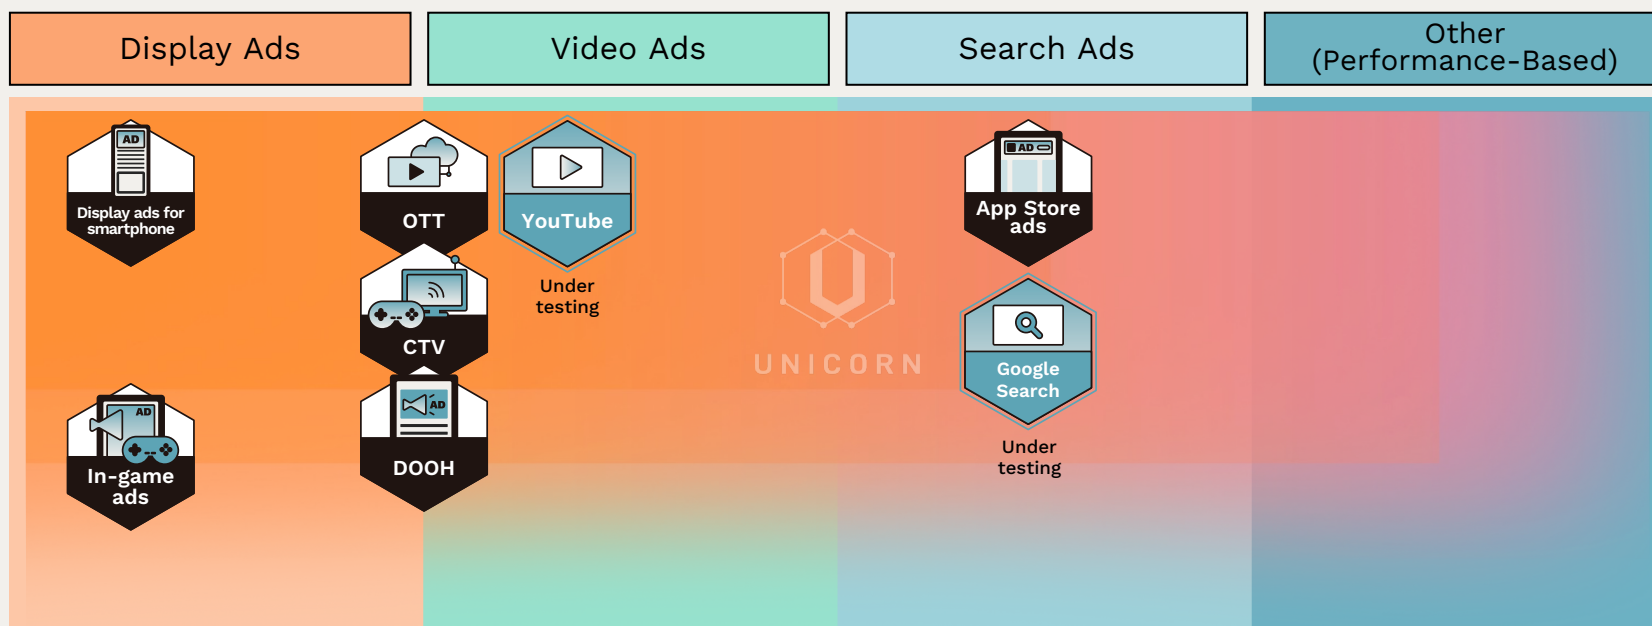 Display Ads
Video Ads
Search Ads
Other
(Performance-Based)
AD
Display ads for
smartphone
OTT
YouTube
Under
testing
AD
App Store
ads
CTV
UNICORN
Google
Search
Under
testing
AD
In-game
ads
AD
DOOH